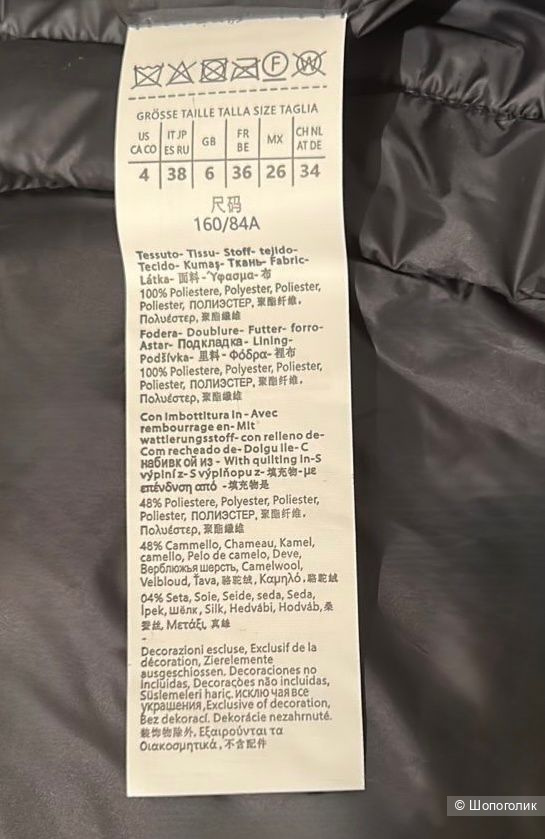 F W
GRÖSSE TAILLE TALLA SIZE TAGLIA
US CA CO IT JP ES RU GB FR BE MX CH NL AT DE
4 38 6 36 26 34
尺码
160/84A
Tessuto- Tissu- Stoff- tejido-
Tecido- Kumaş- Ткань- Fabric-
Látka- 面料 -Ύφασμα- 布
100% Poliestere, Polyester, Poliester,
Poliester, ПОЛИЭСТЕР, 聚酯纤维,
Πολυέστερ, 聚酯纖維
Fodera- Doublure- Futter- forro-
Astar- Подкладка- Lining-
Podšívka- 里料 - Φόδρα- 裡布
100% Poliestere, Polyester, Poliester,
Poliester, ПОЛИЭСТЕР, 聚酯纤维,
Πολυέστερ, 聚酯纖維
Con imbottitura in - Avec
rembourrage en- Mit
wattierlungsstoff- con relleno de-
Com recheado de- Dolgu ile- С
набивк ой из - With quilting in-S
výplní z- S výplňou z- 填充物-με
επένδυση από - 填充物是
48% Poliestere, Polyester, Poliester,
Poliester, ПОЛИЭСТЕР, 聚酯纤维,
Πολυέστερ, 聚酯纖維
48% Cammello, Chameau, Kamel,
camello, Pelo de camelo, Deve,
Верблюжья шерсть, Camelwool,
Velbloud, Ťava, 骆驼绒, Καμηλό, 駱駝絨
04% Seta, Soie, Seide, seda, Seda,
İpek, шёлк, Silk, Hedvábi, Hodváb, 桑
蚕丝, Μετάξι, 真絲
-
Decorazioni escluse, Exclusif de la
décoration, Zierelemente
ausgeschlossen. Decoraciones no
incluidas, Decorações não incluidas,
Süslemeleri hariç. ИСКЛЮ ЧАЯ ВСЕ
УКРАШЕНИЯ, Exclusive of decoration,
Bez dekorací. Dekorácie nezahrnuté.
装饰物除外, Εξαιρούνται τα
διακοσμητικά, 不含配件
© Шопоголик